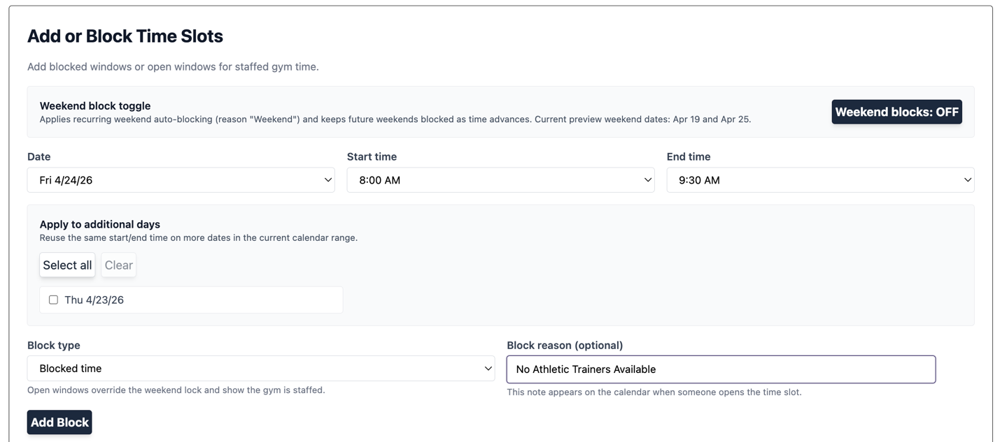 Add or Block Time Slots
Add blocked windows or open windows for staffed gym time.
Weekend block toggle
Applies recurring weekend auto-blocking (reason "Weekend") and keeps future weekends blocked as time advances. Current preview weekend dates: Apr 19 and Apr 25.
Weekend blocks: OFF
Date
Start time
End time
Fri 4/24/26
8:00 AM
9:30 AM
Apply to additional days
Reuse the same start/end time on more dates in the current calendar range.
Select all
Clear
Thu 4/23/26
Block type
Block reason (optional)
Blocked time
No Athletic Trainers Available
Open windows override the weekend lock and show the gym is staffed.
This note appears on the calendar when someone opens the time slot.
Add Block